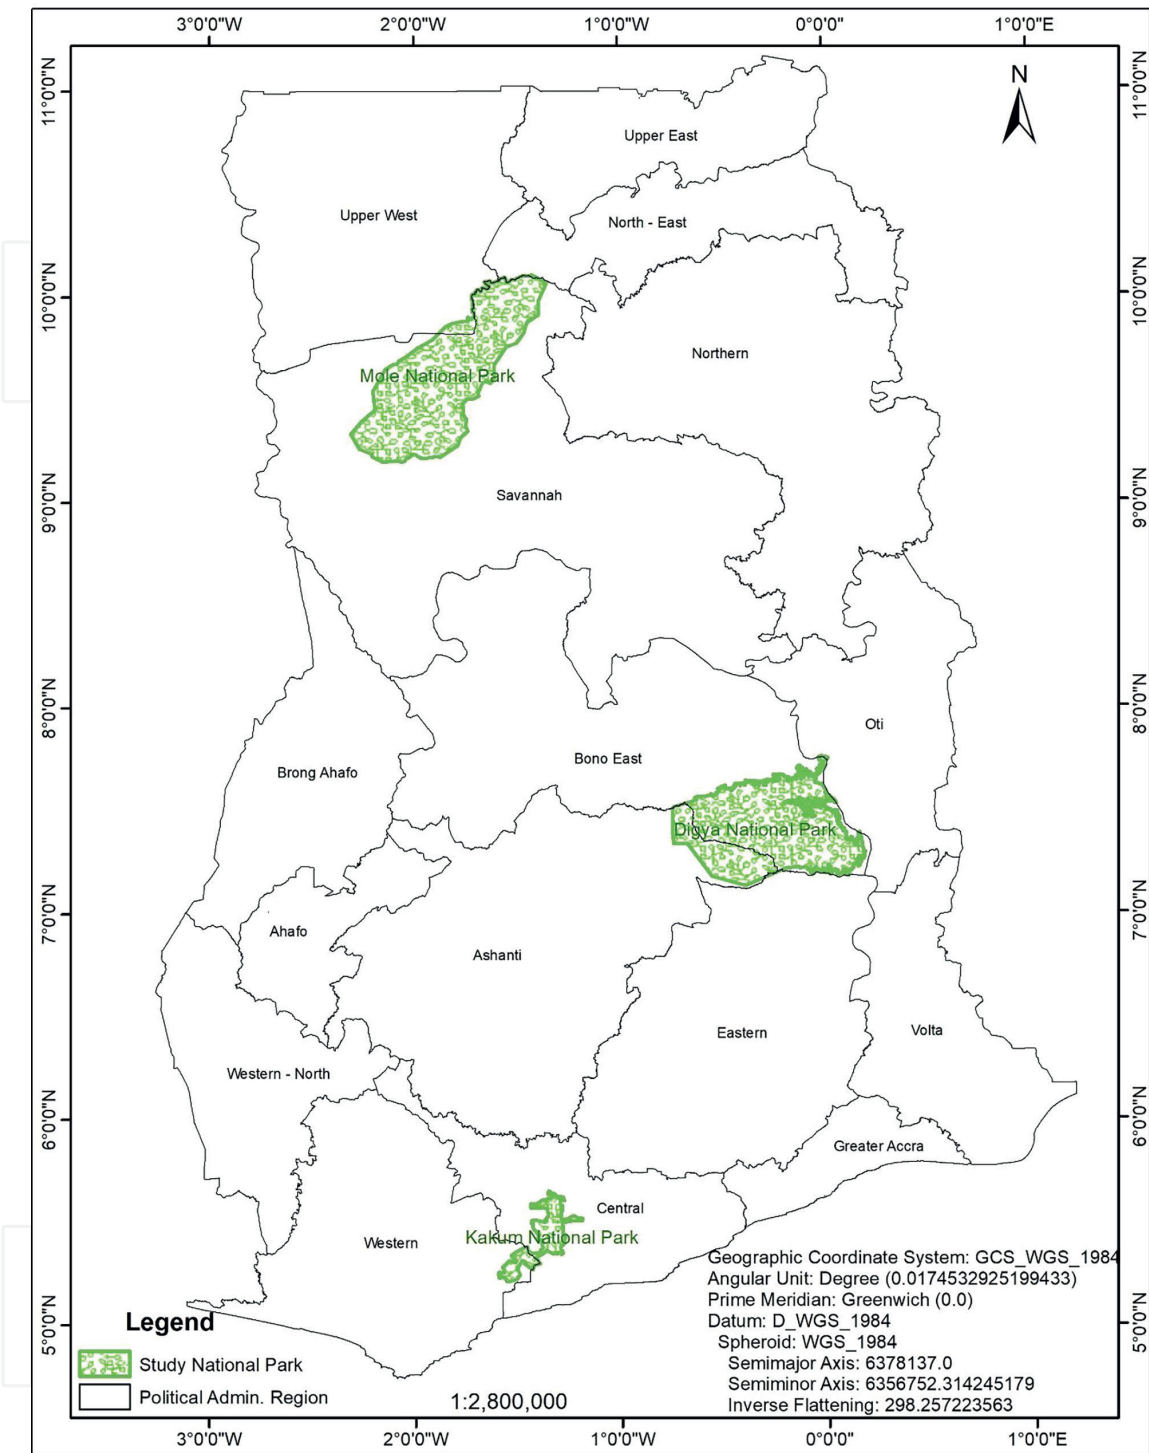 3°0'0"W 2°0'0"W 1°0'0"W 0°0'0" 1°0'0"E
11°0'0"N 11°0'0"N
N
Upper East
Upper West
North - East
10°0'0"N 10°0'0"N
Northern
Mole National Park
Savannah
9°0'0"N 9°0'0"N
8°0'0"N 8°0'0"N
Oti
Bono East
Brong Ahafo
Digya National Park
7°0'0"N 7°0'0"N
Ahafo
Ashanti
Eastern
Volta
Western - North
6°0'0"N 6°0'0"N
Greater Accra
Central
Kakum National Park
Western
5°0'0"N 5°0'0"N
Geographic Coordinate System: GCS_WGS_1984
Angular Unit: Degree (0.0174532925199433)
Prime Meridian: Greenwich (0.0)
Datum: D_WGS_1984
Spheroid: WGS_1984
Semimajor Axis: 6378137.0
Semiminor Axis: 6356752.314245179
Inverse Flattening: 298.257223563
Legend
Study National Park
Political Admin. Region
1:2,800,000
3°0'0"W 2°0'0"W 1°0'0"W 0°0'0" 1°0'0"E